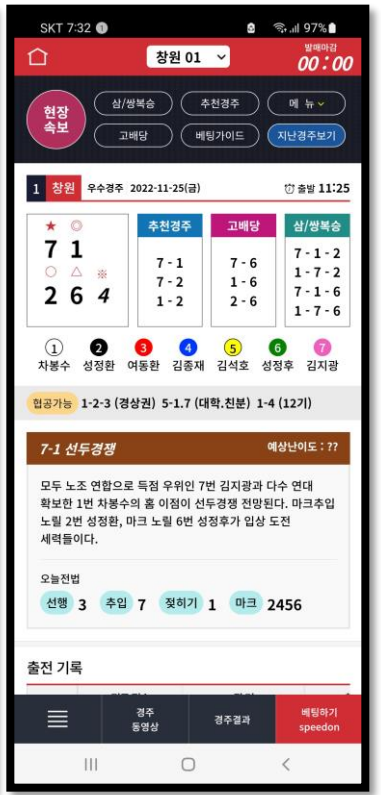 SKT 7:32 1 97%
창원 01
발매마감
00:00
현장
속보
삼/쌍복승 추천경주 메 뉴
고배당 베팅가이드 지난경주보기
1 창원 우수경주 2022-11-25(금) 출발 11:25
★ ◎
7 1
○ △ ※
2 6 4
추천경주
7 - 1
7 - 2
1 - 2
고배당
7 - 6
1 - 6
2 - 6
삼/쌍복승
7 - 1 - 2
1 - 7 - 2
7 - 1 - 6
1 - 7 - 6
1 2 3 4 5 6 7
차봉수 성정환 여동환 김종재 김석호 성정후 김지광
협공가능 1-2-3 (경상권) 5-1.7 (대학.친분) 1-4 (12기)
7-1 선두경쟁 예상난이도 : ??
모두 노조 연합으로 득점 우위인 7번 김지광과 다수 연대
확보한 1번 차봉수의 홈 이점이 선두경쟁 전망된다. 마크추입
노릴 2번 성정환, 마크 노릴 6번 성정후가 입상 도전
세력들이다.
오늘전법
선행 3 추입 7 젖히기 1 마크 2456
출전 기록
경주
동영상
경주결과
베팅하기
speedon